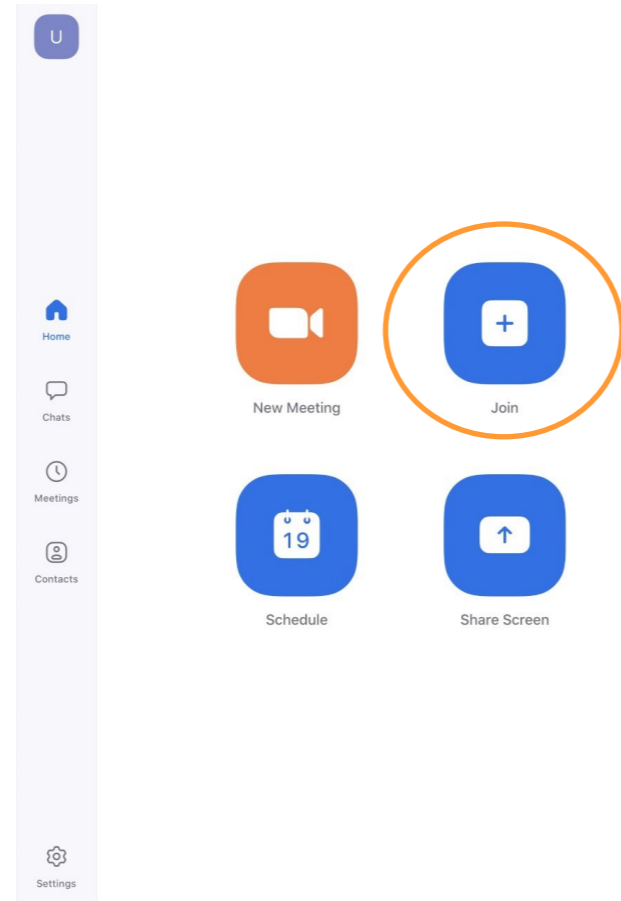 U
Home
Chats
Meetings
Contacts
Settings
New Meeting
Join
19
Schedule
Share Screen